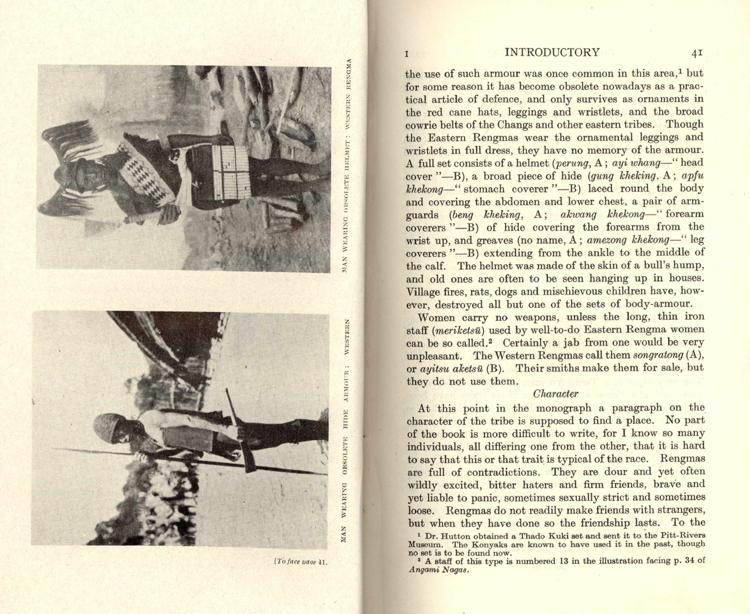 MAN WEARING OBSOLETE HELMET: WESTERN RENGMA
MAN WEARING OBSOLETE HIDE ARMOUR: WESTERN
[To face page 41.
I INTRODUCTORY 41
the use of such armour was once common in this area,¹ but
for some reason it has become obsolete nowadays as a prac-
tical article of defence, and only survives as ornaments in
the red cane hats, leggings and wristlets, and the broad
cowrie belts of the Changs and other eastern tribes. Though
the Eastern Rengmas wear the ornamental leggings and
wristlets in full dress, they have no memory of the armour.
A full set consists of a helmet (perung, A; ayi whang—“ head
cover ”—B), a broad piece of hide (gung kheking, A; apfu
khekong—“ stomach coverer ”—B) laced round the body
and covering the abdomen and lower chest, a pair of arm-
guards (beng kheking, A; akwang khekong—“ forearm
coverers ”—B) of hide covering the forearms from the
wrist up, and greaves (no name, A; amezong khekong—“ leg
coverers ”—B) extending from the ankle to the middle of
the calf. The helmet was made of the skin of a bull's hump,
and old ones are often to be seen hanging up in houses.
Village fires, rats, dogs and mischievous children have, how-
ever, destroyed all but one of the sets of body-armour.
Women carry no weapons, unless the long, thin iron
staff (meriketsü) used by well-to-do Eastern Rengma women
can be so called.² Certainly a jab from one would be very
unpleasant. The Western Rengmas call them songratong (A),
or ayitsu aketsü (B). Their smiths make them for sale, but
they do not use them.
Character
At this point in the monograph a paragraph on the
character of the tribe is supposed to find a place. No part
of the book is more difficult to write, for I know so many
individuals, all differing one from the other, that it is hard
to say that this or that trait is typical of the race. Rengmas
are full of contradictions. They are dour and yet often
wildly excited, bitter haters and firm friends, brave and
yet liable to panic, sometimes sexually strict and sometimes
loose. Rengmas do not readily make friends with strangers,
but when they have done so the friendship lasts. To the
¹ Dr. Hutton obtained a Thado Kuki set and sent it to the Pitt-Rivers
Museum. The Konyaks are known to have used it in the past, though
no set is to be found now.
² A staff of this type is numbered 13 in the illustration facing p. 34 of
Angami Nagas.